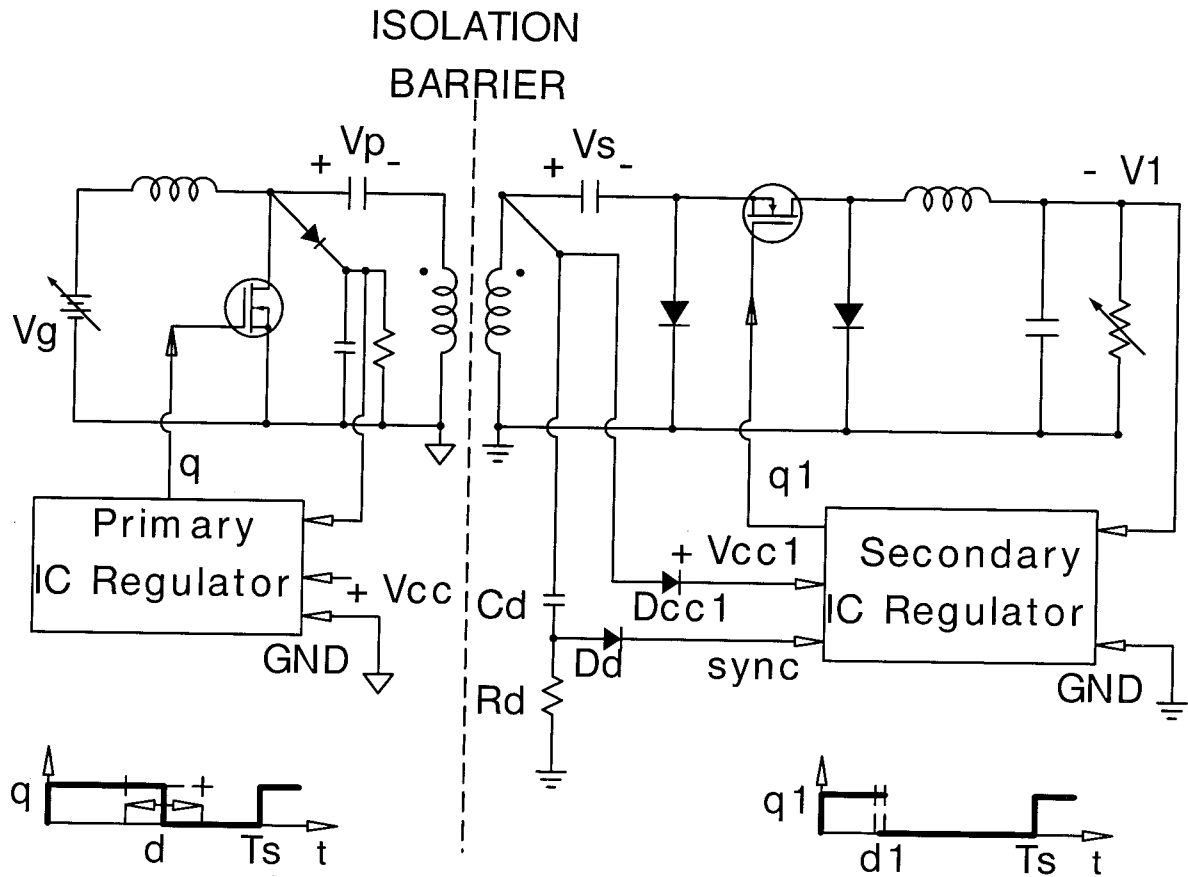 ISOLATION
BARRIER
+ Vp -
+ Vs -
- V1
Vg
q
q1
Primary
IC Regulator
+ Vcc
GND
+ Vcc1
Dcc1
Cd
Dd
sync
Rd
Secondary
IC Regulator
GND
q
d
Ts
t
q1
d1
Ts
t